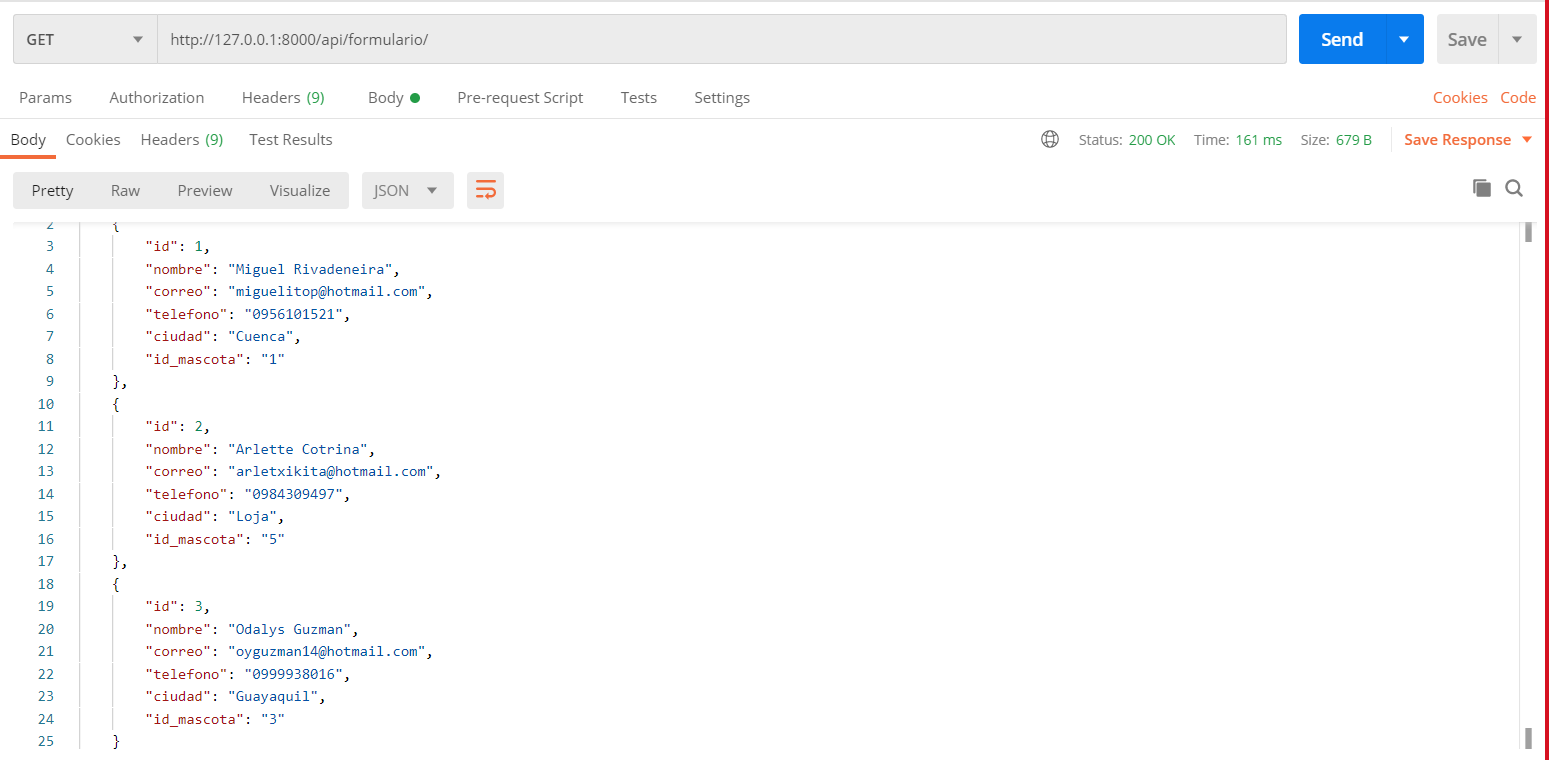 GET http://127.0.0.1:8000/api/formulario/ Send Save
Params Authorization Headers (9) Body Pre-request Script Tests Settings Cookies Code
Body Cookies Headers (9) Test Results Status: 200 OK Time: 161 ms Size: 679 B Save Response
Pretty Raw Preview Visualize JSON
2 {
3 "id": 1,
4 "nombre": "Miguel Rivadeneira",
5 "correo": "miguelitop@hotmail.com",
6 "telefono": "0956101521",
7 "ciudad": "Cuenca",
8 "id_mascota": "1"
9 },
10 {
11 "id": 2,
12 "nombre": "Arlette Cotrina",
13 "correo": "arletxikita@hotmail.com",
14 "telefono": "0984309497",
15 "ciudad": "Loja",
16 "id_mascota": "5"
17 },
18 {
19 "id": 3,
20 "nombre": "Odalys Guzman",
21 "correo": "oyguzman14@hotmail.com",
22 "telefono": "0999938016",
23 "ciudad": "Guayaquil",
24 "id_mascota": "3"
25 }